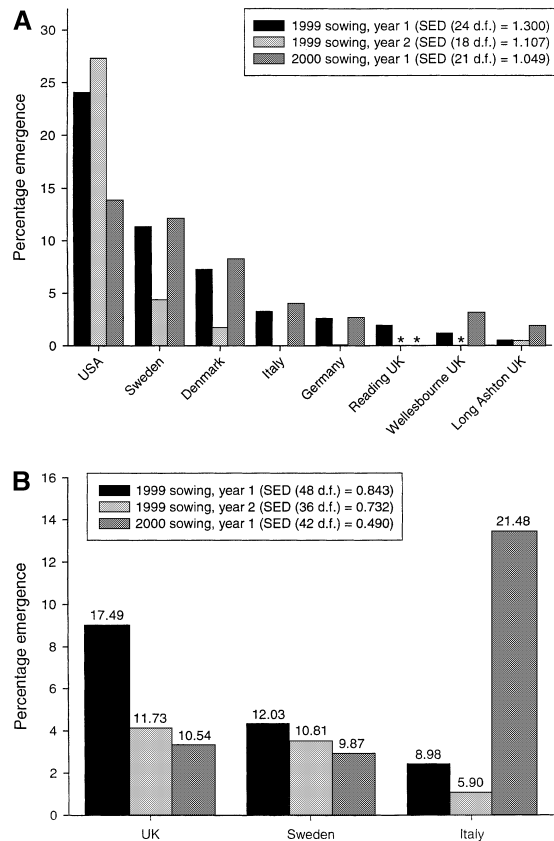 A
1999 sowing, year 1 (SED (24 d.f.) = 1.300)
1999 sowing, year 2 (SED (18 d.f.) = 1.107)
2000 sowing, year 1 (SED (21 d.f.) = 1.049)
Percentage emergence
30
25
20
15
10
5
0
* * *
USA
Sweden
Denmark
Italy
Germany
Reading UK
Wellesbourne UK
Long Ashton UK
B
1999 sowing, year 1 (SED (48 d.f.) = 0.843)
1999 sowing, year 2 (SED (36 d.f.) = 0.732)
2000 sowing, year 1 (SED (42 d.f.) = 0.490)
Percentage emergence
16
14
12
10
8
6
4
2
0
17.49
11.73
10.54
12.03
10.81
9.87
8.98
5.90
21.48
UK Sweden Italy